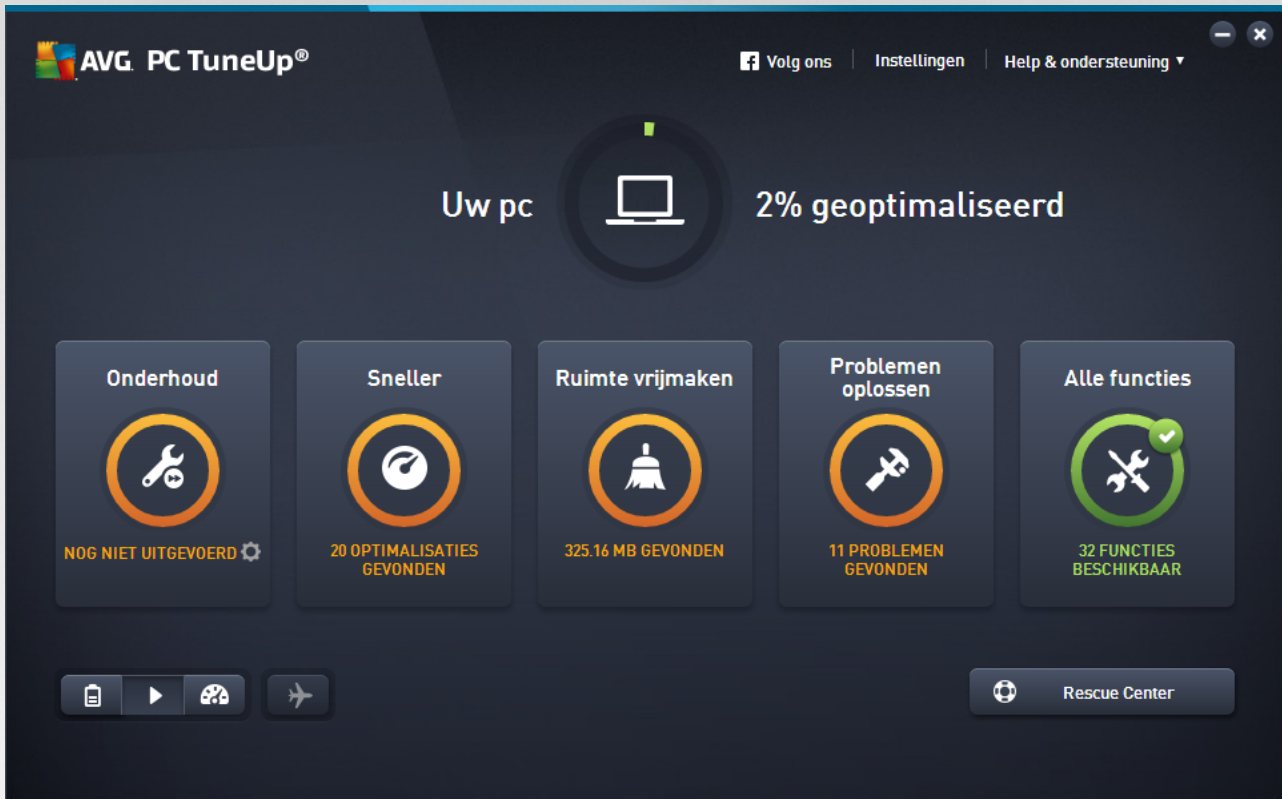 AVG. PC TuneUp®
Volg ons
Instellingen
Help & ondersteuning
Uw pc
2% geoptimaliseerd
Onderhoud
NOG NIET UITGEVOERD
Sneller
20 OPTIMALISATIES
GEVONDEN
Ruimte vrijmaken
325.16 MB GEVONDEN
Problemen
oplossen
11 PROBLEMEN
GEVONDEN
Alle functies
32 FUNCTIES
BESCHIKBAAR
Rescue Center